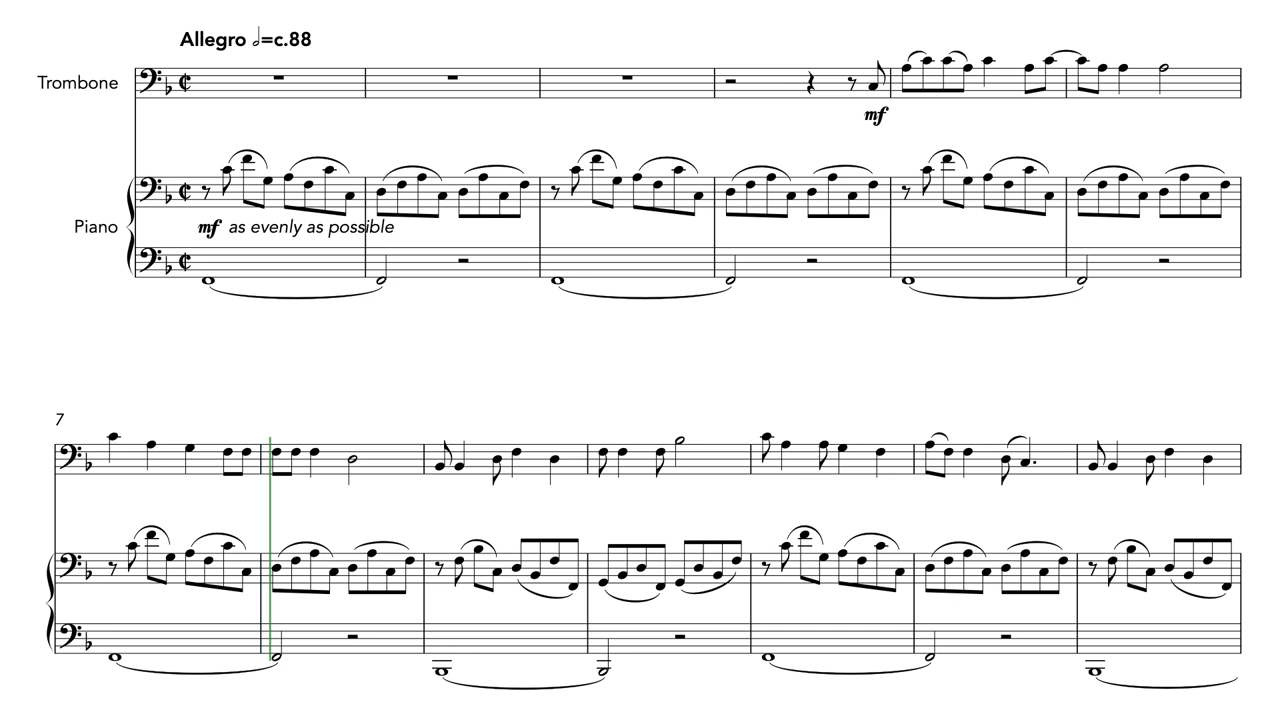 Allegro 𝅗𝅥=c.88
Trombone
mf
Piano
mf as evenly as possible
7